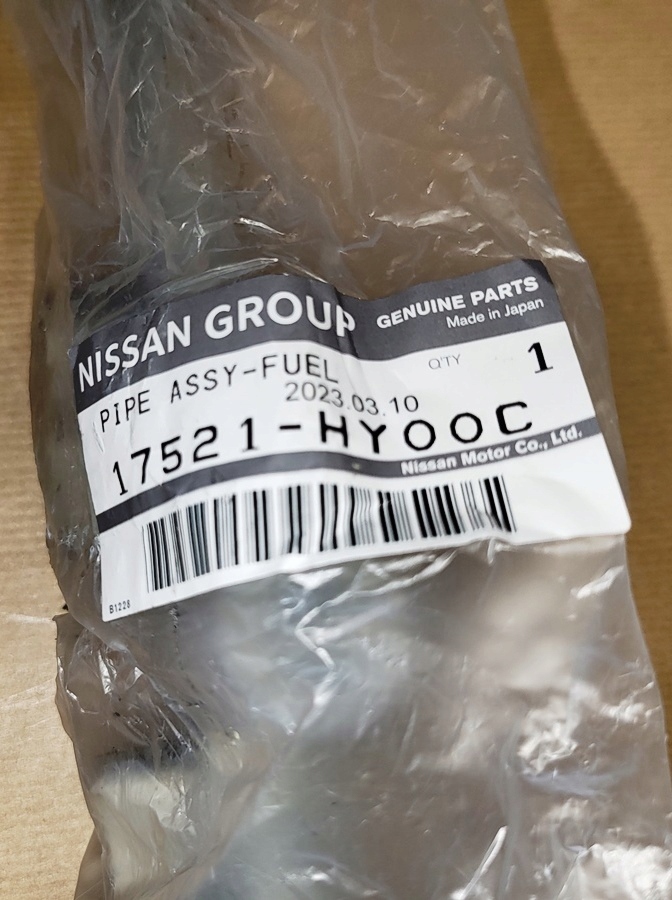 NISSAN GROUP
GENUINE PARTS
Made in Japan
PIPE ASSY-FUEL
Q'TY 1
2023.03.10
17521-HY00C
Nissan Motor Co., Ltd.
B1228